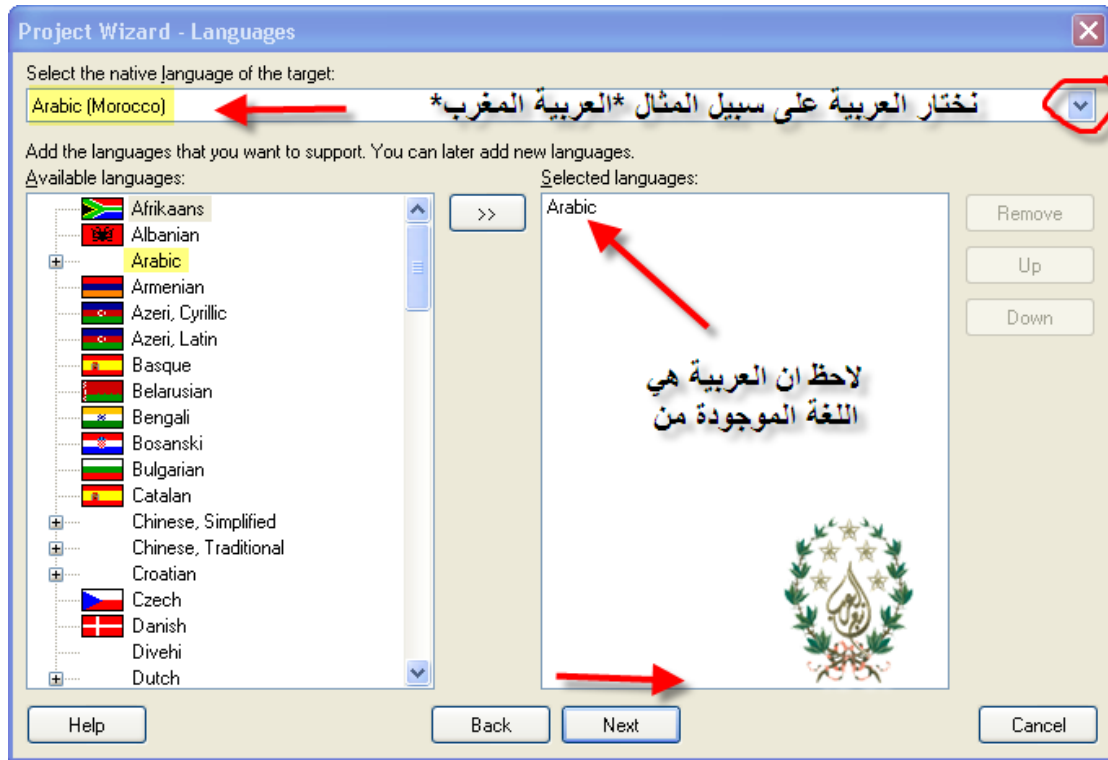 Project Wizard - Languages
Select the native language of the target:
Arabic (Morocco)
نختار العربية على سبيل المثال *العربية المغرب*
Add the languages that you want to support. You can later add new languages.
Available languages:
Selected languages:
Afrikaans
Albanian
Arabic
Armenian
Azeri, Cyrillic
Azeri, Latin
Basque
Belarusian
Bengali
Bosanski
Bulgarian
Catalan
Chinese, Simplified
Chinese, Traditional
Croatian
Czech
Danish
Divehi
Dutch
>>
Arabic
لاحظ ان العربية هي
اللغة الموجودة من
Remove
Up
Down
Help
Back
Next
Cancel